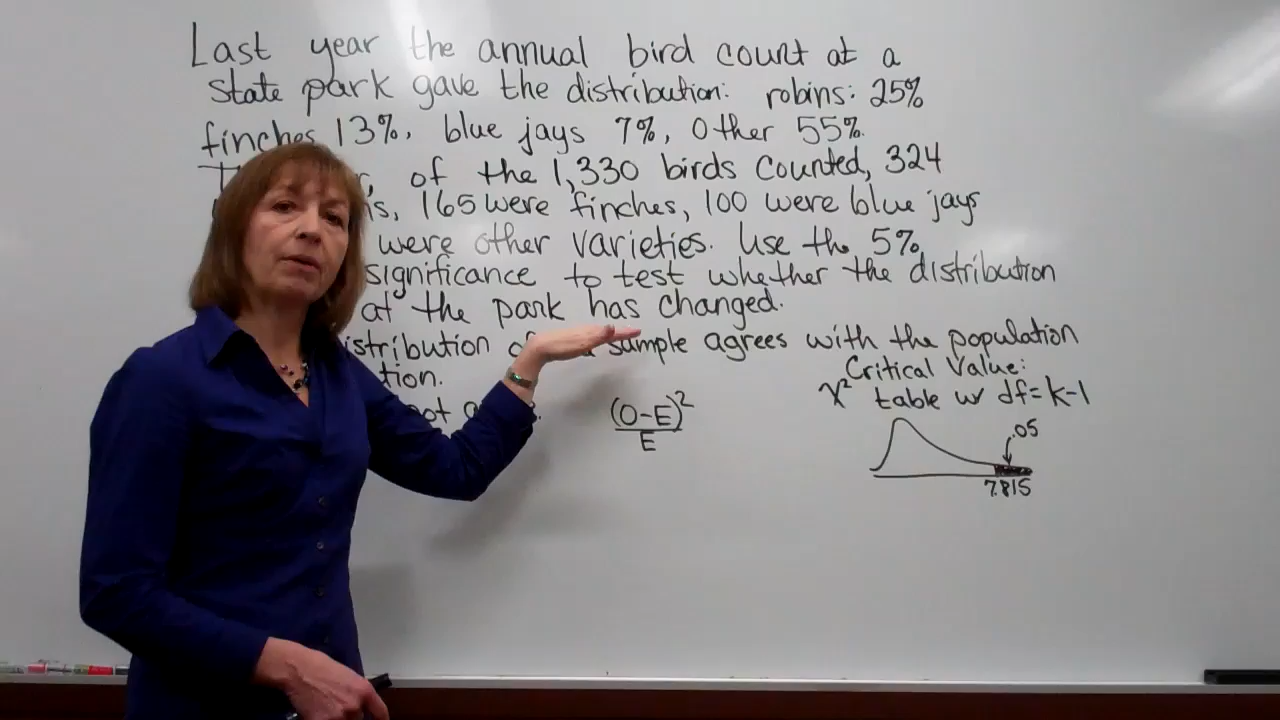 Last year the annual bird count at a
state park gave the distribution: robins: 25%
finches 13%, blue jays 7%, Other 55%.
of the 1,330 birds counted, 324
165 were finches, 100 were blue jays
were other varieties. Use the 5%
significance to test whether the distribution
at the park has changed.
sample agrees with the population
Critical Value:
χ² table w df=k-1
(O-E)²
E
.05
7.815